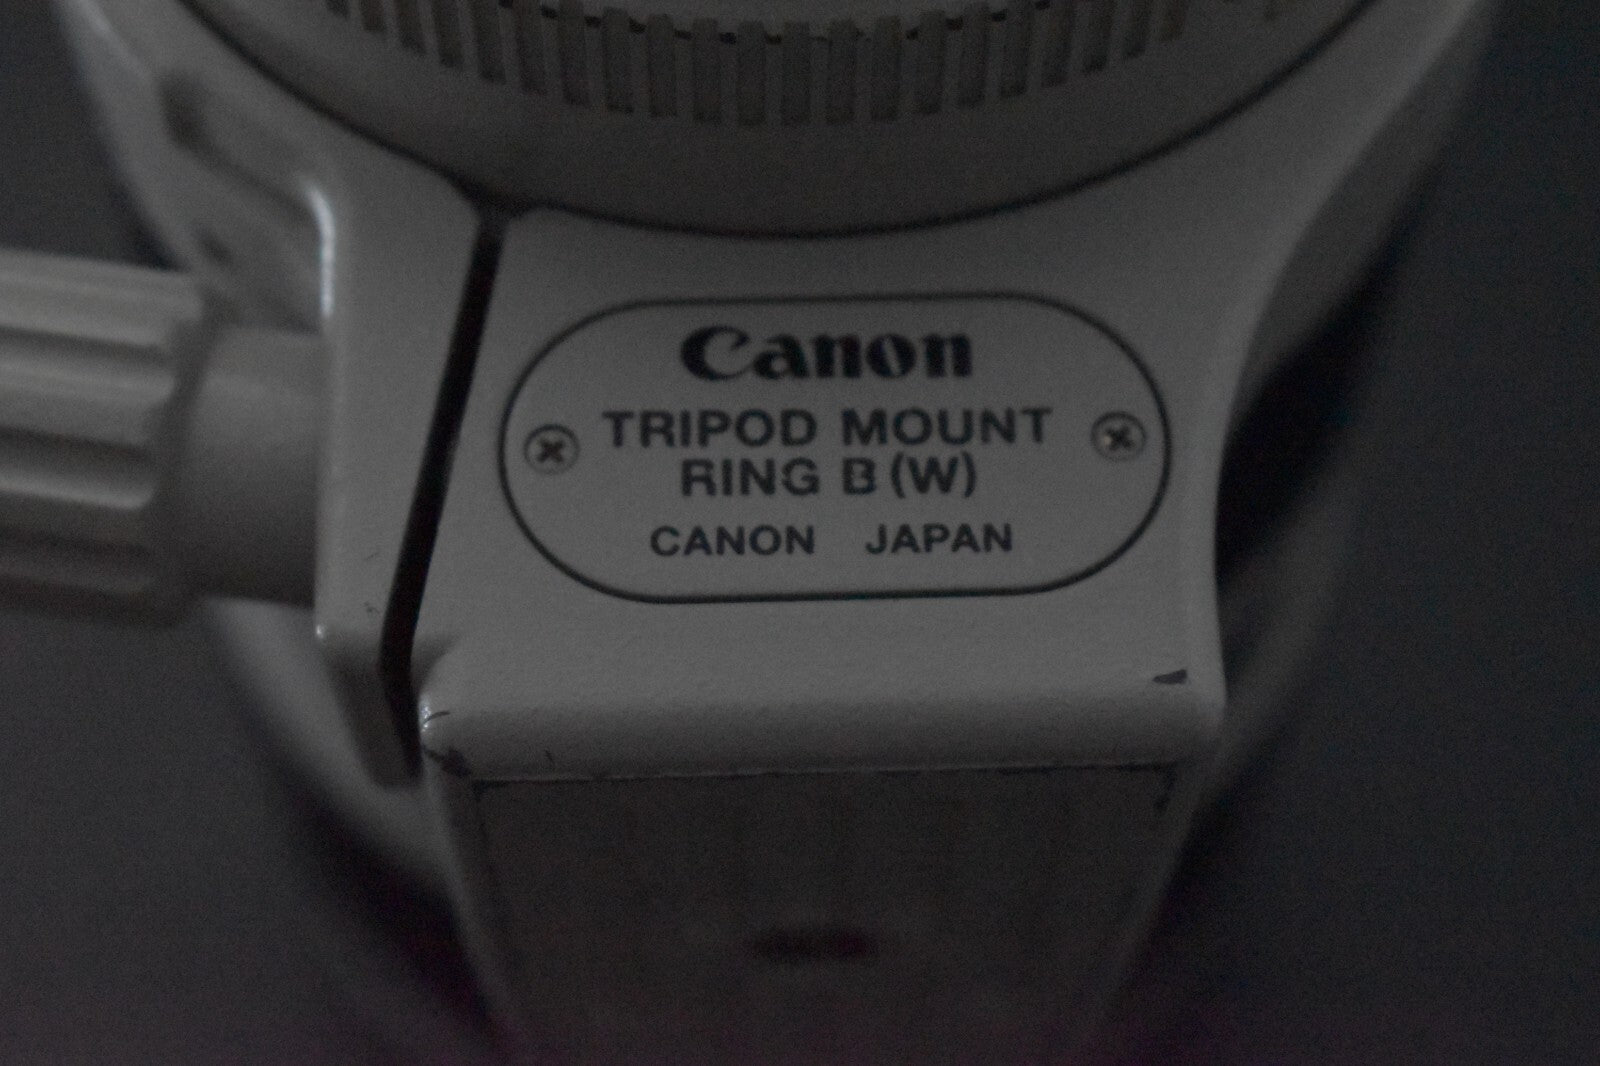 Canon
TRIPOD MOUNT
RING B (W)
CANON JAPAN